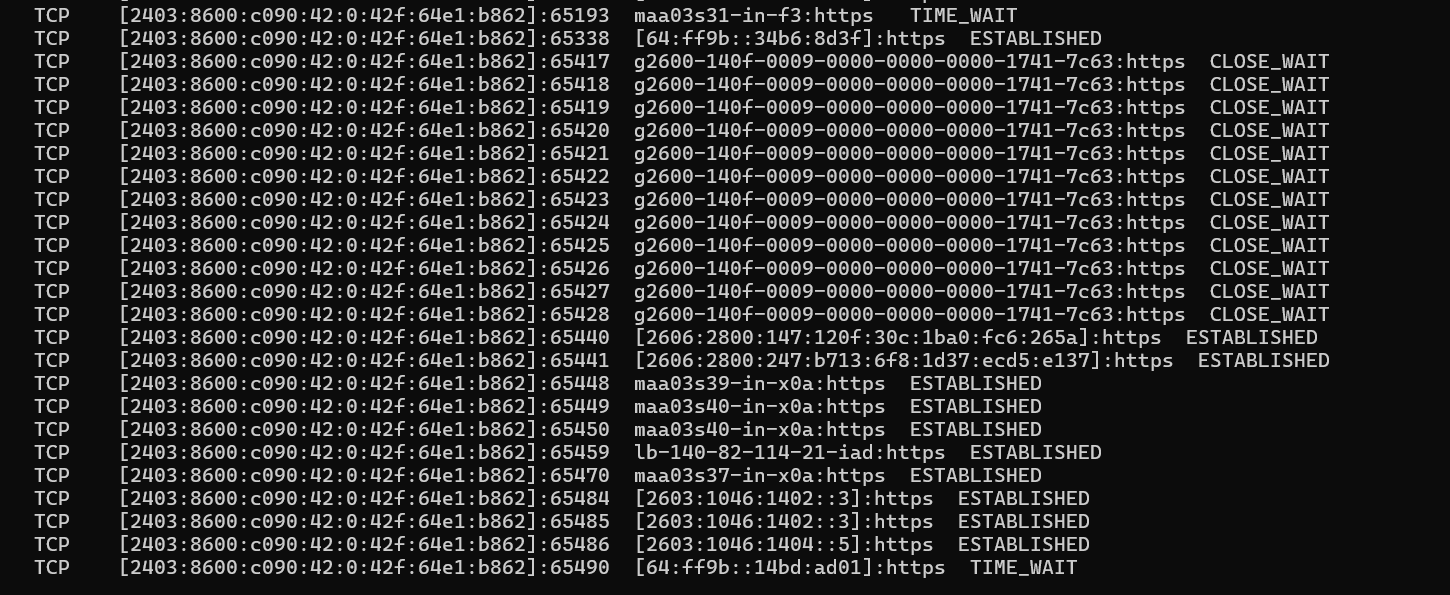 TCP    [2403:8600:c090:42:0:42f:64e1:b862]:65193  maa03s31-in-f3:https   TIME_WAIT
TCP    [2403:8600:c090:42:0:42f:64e1:b862]:65338  [64:ff9b::34b6:8d3f]:https  ESTABLISHED
TCP    [2403:8600:c090:42:0:42f:64e1:b862]:65417  g2600-140f-0009-0000-0000-0000-1741-7c63:https  CLOSE_WAIT
TCP    [2403:8600:c090:42:0:42f:64e1:b862]:65418  g2600-140f-0009-0000-0000-0000-1741-7c63:https  CLOSE_WAIT
TCP    [2403:8600:c090:42:0:42f:64e1:b862]:65419  g2600-140f-0009-0000-0000-0000-1741-7c63:https  CLOSE_WAIT
TCP    [2403:8600:c090:42:0:42f:64e1:b862]:65420  g2600-140f-0009-0000-0000-0000-1741-7c63:https  CLOSE_WAIT
TCP    [2403:8600:c090:42:0:42f:64e1:b862]:65421  g2600-140f-0009-0000-0000-0000-1741-7c63:https  CLOSE_WAIT
TCP    [2403:8600:c090:42:0:42f:64e1:b862]:65422  g2600-140f-0009-0000-0000-0000-1741-7c63:https  CLOSE_WAIT
TCP    [2403:8600:c090:42:0:42f:64e1:b862]:65423  g2600-140f-0009-0000-0000-0000-1741-7c63:https  CLOSE_WAIT
TCP    [2403:8600:c090:42:0:42f:64e1:b862]:65424  g2600-140f-0009-0000-0000-0000-1741-7c63:https  CLOSE_WAIT
TCP    [2403:8600:c090:42:0:42f:64e1:b862]:65425  g2600-140f-0009-0000-0000-0000-1741-7c63:https  CLOSE_WAIT
TCP    [2403:8600:c090:42:0:42f:64e1:b862]:65426  g2600-140f-0009-0000-0000-0000-1741-7c63:https  CLOSE_WAIT
TCP    [2403:8600:c090:42:0:42f:64e1:b862]:65427  g2600-140f-0009-0000-0000-0000-1741-7c63:https  CLOSE_WAIT
TCP    [2403:8600:c090:42:0:42f:64e1:b862]:65428  g2600-140f-0009-0000-0000-0000-1741-7c63:https  CLOSE_WAIT
TCP    [2403:8600:c090:42:0:42f:64e1:b862]:65440  [2606:2800:147:120f:30c:1ba0:fc6:265a]:https  ESTABLISHED
TCP    [2403:8600:c090:42:0:42f:64e1:b862]:65441  [2606:2800:247:b713:6f8:1d37:ecd5:e137]:https  ESTABLISHED
TCP    [2403:8600:c090:42:0:42f:64e1:b862]:65448  maa03s39-in-x0a:https  ESTABLISHED
TCP    [2403:8600:c090:42:0:42f:64e1:b862]:65449  maa03s40-in-x0a:https  ESTABLISHED
TCP    [2403:8600:c090:42:0:42f:64e1:b862]:65450  maa03s40-in-x0a:https  ESTABLISHED
TCP    [2403:8600:c090:42:0:42f:64e1:b862]:65459  lb-140-82-114-21-iad:https  ESTABLISHED
TCP    [2403:8600:c090:42:0:42f:64e1:b862]:65470  maa03s37-in-x0a:https  ESTABLISHED
TCP    [2403:8600:c090:42:0:42f:64e1:b862]:65484  [2603:1046:1402::3]:https  ESTABLISHED
TCP    [2403:8600:c090:42:0:42f:64e1:b862]:65485  [2603:1046:1402::3]:https  ESTABLISHED
TCP    [2403:8600:c090:42:0:42f:64e1:b862]:65486  [2603:1046:1404::5]:https  ESTABLISHED
TCP    [2403:8600:c090:42:0:42f:64e1:b862]:65490  [64:ff9b::14bd:ad01]:https  TIME_WAIT